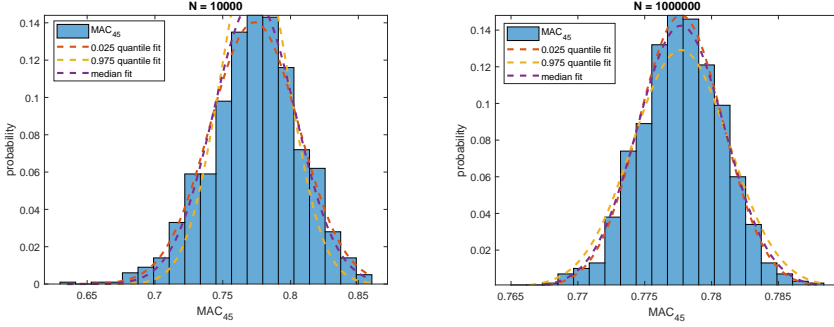 N = 10000
0.14
0.12
0.1
0.08
0.06
0.04
0.02
0
probability
MAC45
0.025 quantile fit
0.975 quantile fit
median fit
0.65
0.7
0.75
0.8
0.85
MAC45
N = 1000000
0.14
0.12
0.1
0.08
0.06
0.04
0.02
probability
MAC45
0.025 quantile fit
0.975 quantile fit
median fit
0.765
0.77
0.775
0.78
0.785
MAC45